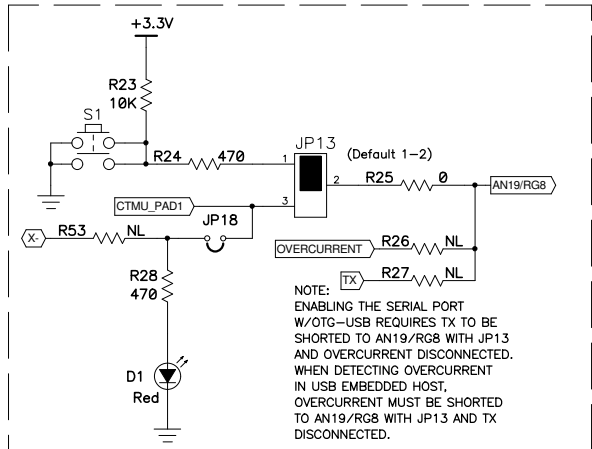 +3.3V
R23
10K
S1
R24 470
JP13
(Default 1-2)
1
2
3
R25 0
AN19/RG8
CTMU_PAD1
JP18
X-
R53 NL
OVERCURRENT
R26 NL
TX
R27 NL
R28
470
D1
Red
NOTE:
ENABLING THE SERIAL PORT
W/OTG-USB REQUIRES TX TO BE
SHORTED TO AN19/RG8 WITH JP13
AND OVERCURRENT DISCONNECTED.
WHEN DETECTING OVERCURRENT
IN USB EMBEDDED HOST,
OVERCURRENT MUST BE SHORTED
TO AN19/RG8 WITH JP13 AND TX
DISCONNECTED.